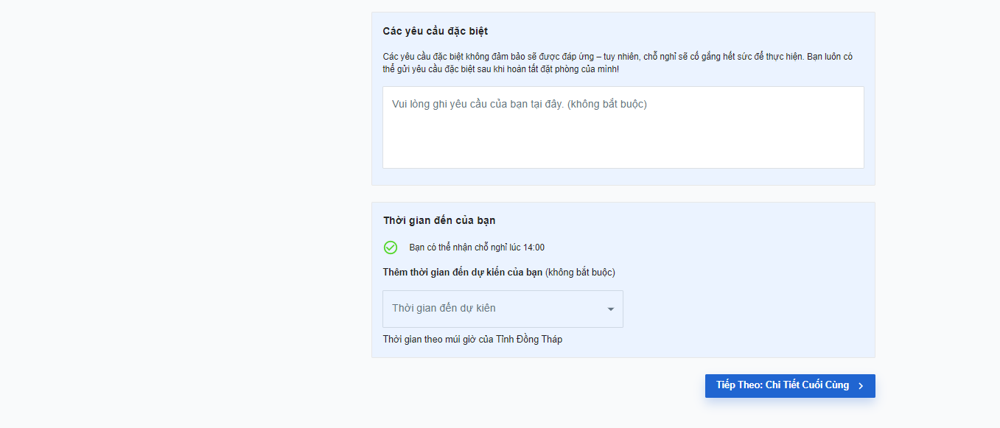 Các yêu cầu đặc biệt
Các yêu cầu đặc biệt không đảm bảo sẽ được đáp ứng – tuy nhiên, chỗ nghỉ sẽ cố gắng hết sức để thực hiện. Bạn luôn có
thể gửi yêu cầu đặc biệt sau khi hoàn tất đặt phòng của mình!
Vui lòng ghi yêu cầu của bạn tại đây. (không bắt buộc)
Thời gian đến của bạn
Bạn có thể nhận chỗ nghỉ lúc 14:00
Thêm thời gian đến dự kiến của bạn (không bắt buộc)
Thời gian đến dự kiên
Thời gian theo múi giờ của Tỉnh Đồng Tháp
Tiếp Theo: Chi Tiết Cuối Cùng